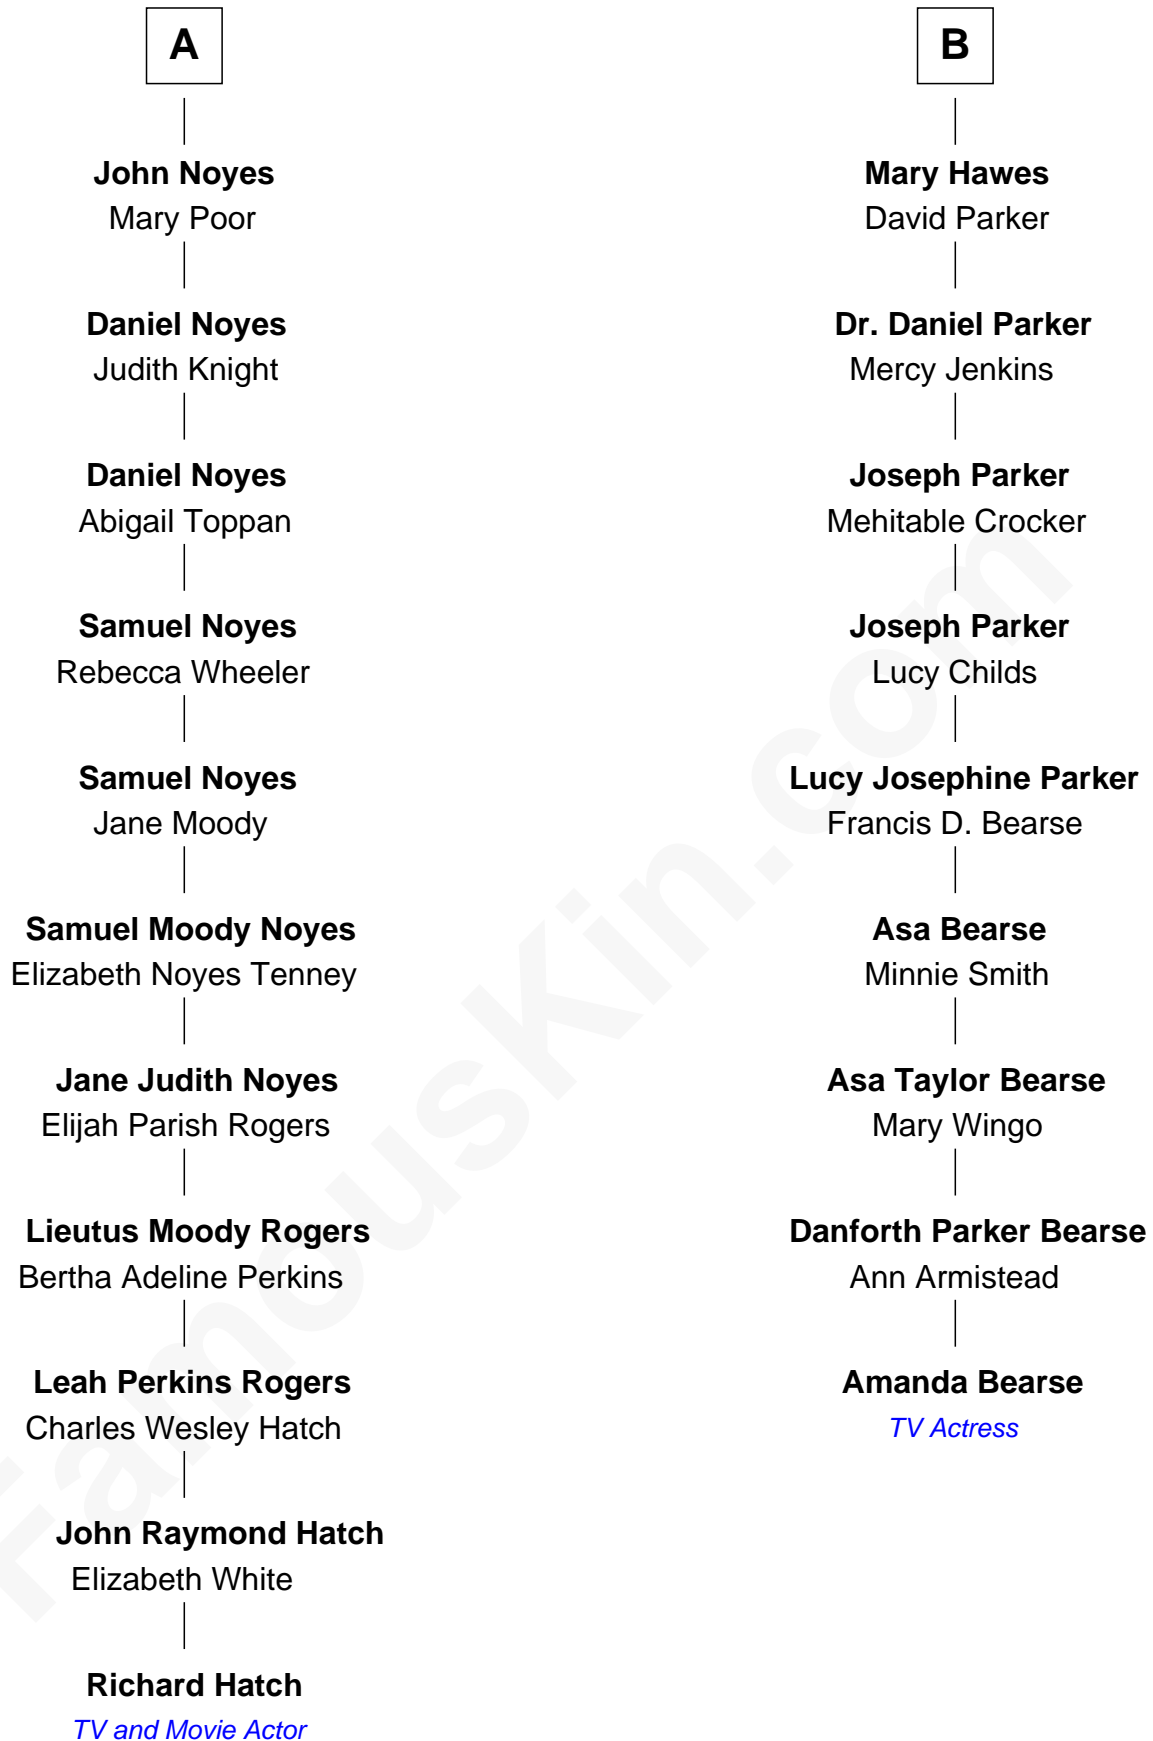 A
John Noyes
Mary Poor
Daniel Noyes
Judith Knight
Daniel Noyes
Abigail Toppan
Samuel Noyes
Rebecca Wheeler
Samuel Noyes
Jane Moody
Samuel Moody Noyes
Elizabeth Noyes Tenney
Jane Judith Noyes
Elijah Parish Rogers
Lieutus Moody Rogers
Bertha Adeline Perkins
Leah Perkins Rogers
Charles Wesley Hatch
John Raymond Hatch
Elizabeth White
Richard Hatch
TV and Movie Actor
B
Mary Hawes
David Parker
Dr. Daniel Parker
Mercy Jenkins
Joseph Parker
Mehitable Crocker
Joseph Parker
Lucy Childs
Lucy Josephine Parker
Francis D. Bearse
Asa Bearse
Minnie Smith
Asa Taylor Bearse
Mary Wingo
Danforth Parker Bearse
Ann Armistead
Amanda Bearse
TV Actress
FamousKin.com